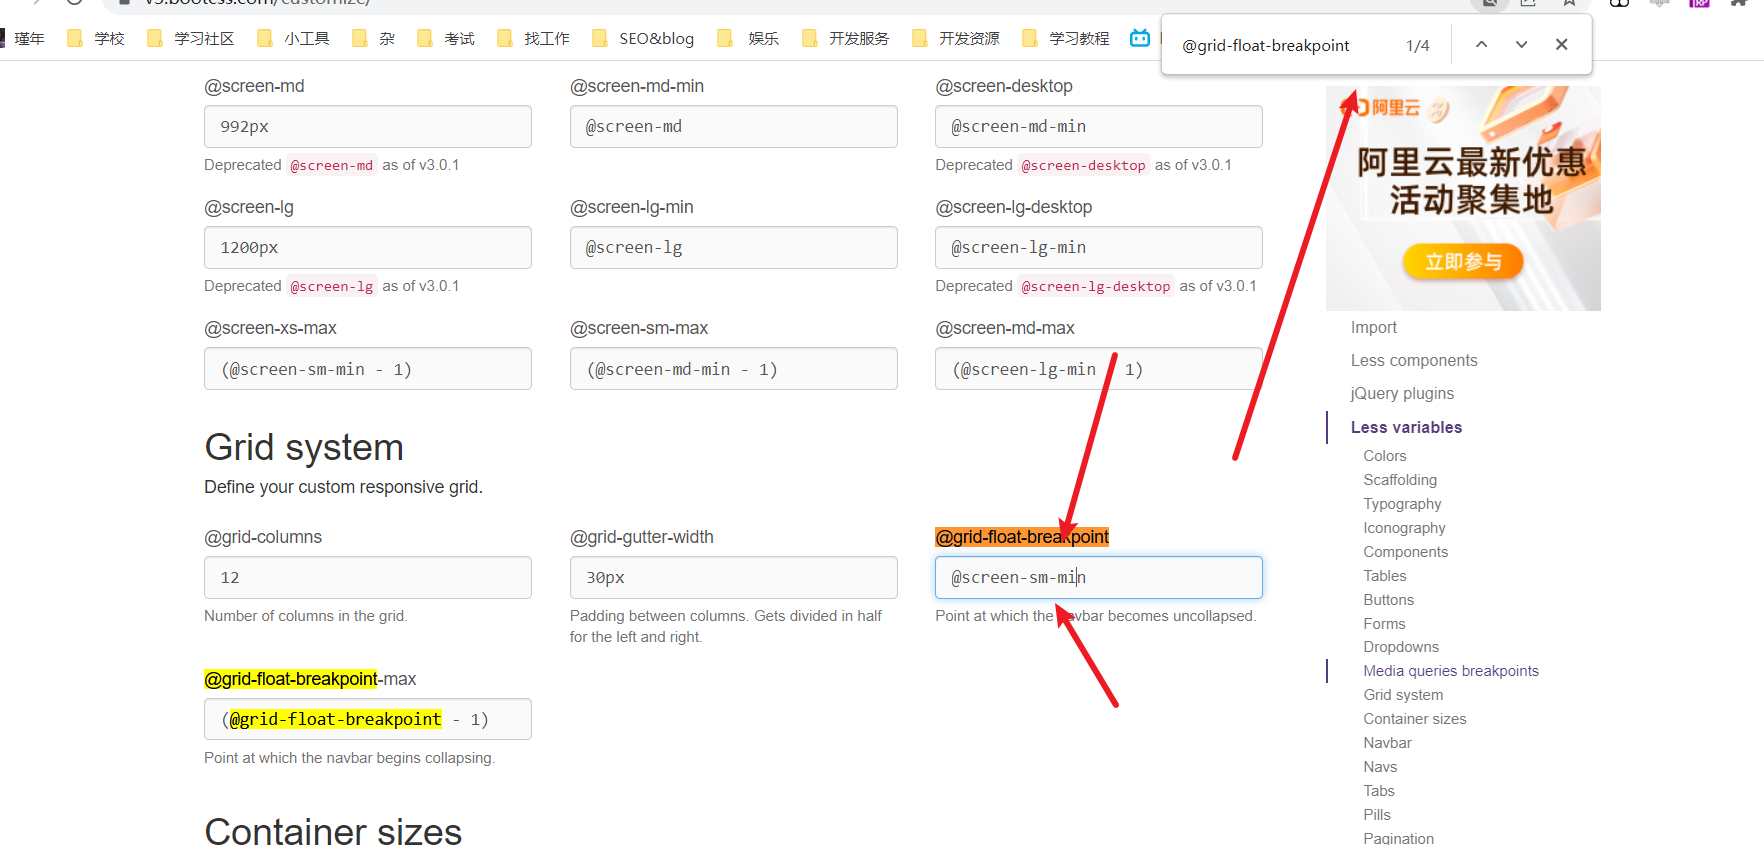 v3.bootcss.com/customize/
瑾年
学校
学习社区
小工具
杂
考试
找工作
SEO&blog
娱乐
开发服务
开发资源
学习教程
@grid-float-breakpoint
1/4
@screen-md
@screen-md-min
@screen-desktop
992px
@screen-md
@screen-md-min
Deprecated @screen-md as of v3.0.1
Deprecated @screen-desktop as of v3.0.1
@screen-lg
@screen-lg-min
@screen-lg-desktop
1200px
@screen-lg
@screen-lg-min
Deprecated @screen-lg as of v3.0.1
Deprecated @screen-lg-desktop as of v3.0.1
@screen-xs-max
@screen-sm-max
@screen-md-max
(@screen-sm-min - 1)
(@screen-md-min - 1)
(@screen-lg-min - 1)
Grid system
Define your custom responsive grid.
@grid-columns
@grid-gutter-width
@grid-float-breakpoint
12
30px
@screen-sm-min
Number of columns in the grid.
Padding between columns. Gets divided in half
for the left and right.
Point at which the navbar becomes uncollapsed.
@grid-float-breakpoint-max
(@grid-float-breakpoint - 1)
Point at which the navbar begins collapsing.
Container sizes
阿里云
阿里云最新优惠
活动聚集地
立即参与
Import
Less components
jQuery plugins
Less variables
Colors
Scaffolding
Typography
Iconography
Components
Tables
Buttons
Forms
Dropdowns
Media queries breakpoints
Grid system
Container sizes
Navbar
Navs
Tabs
Pills
Pagination